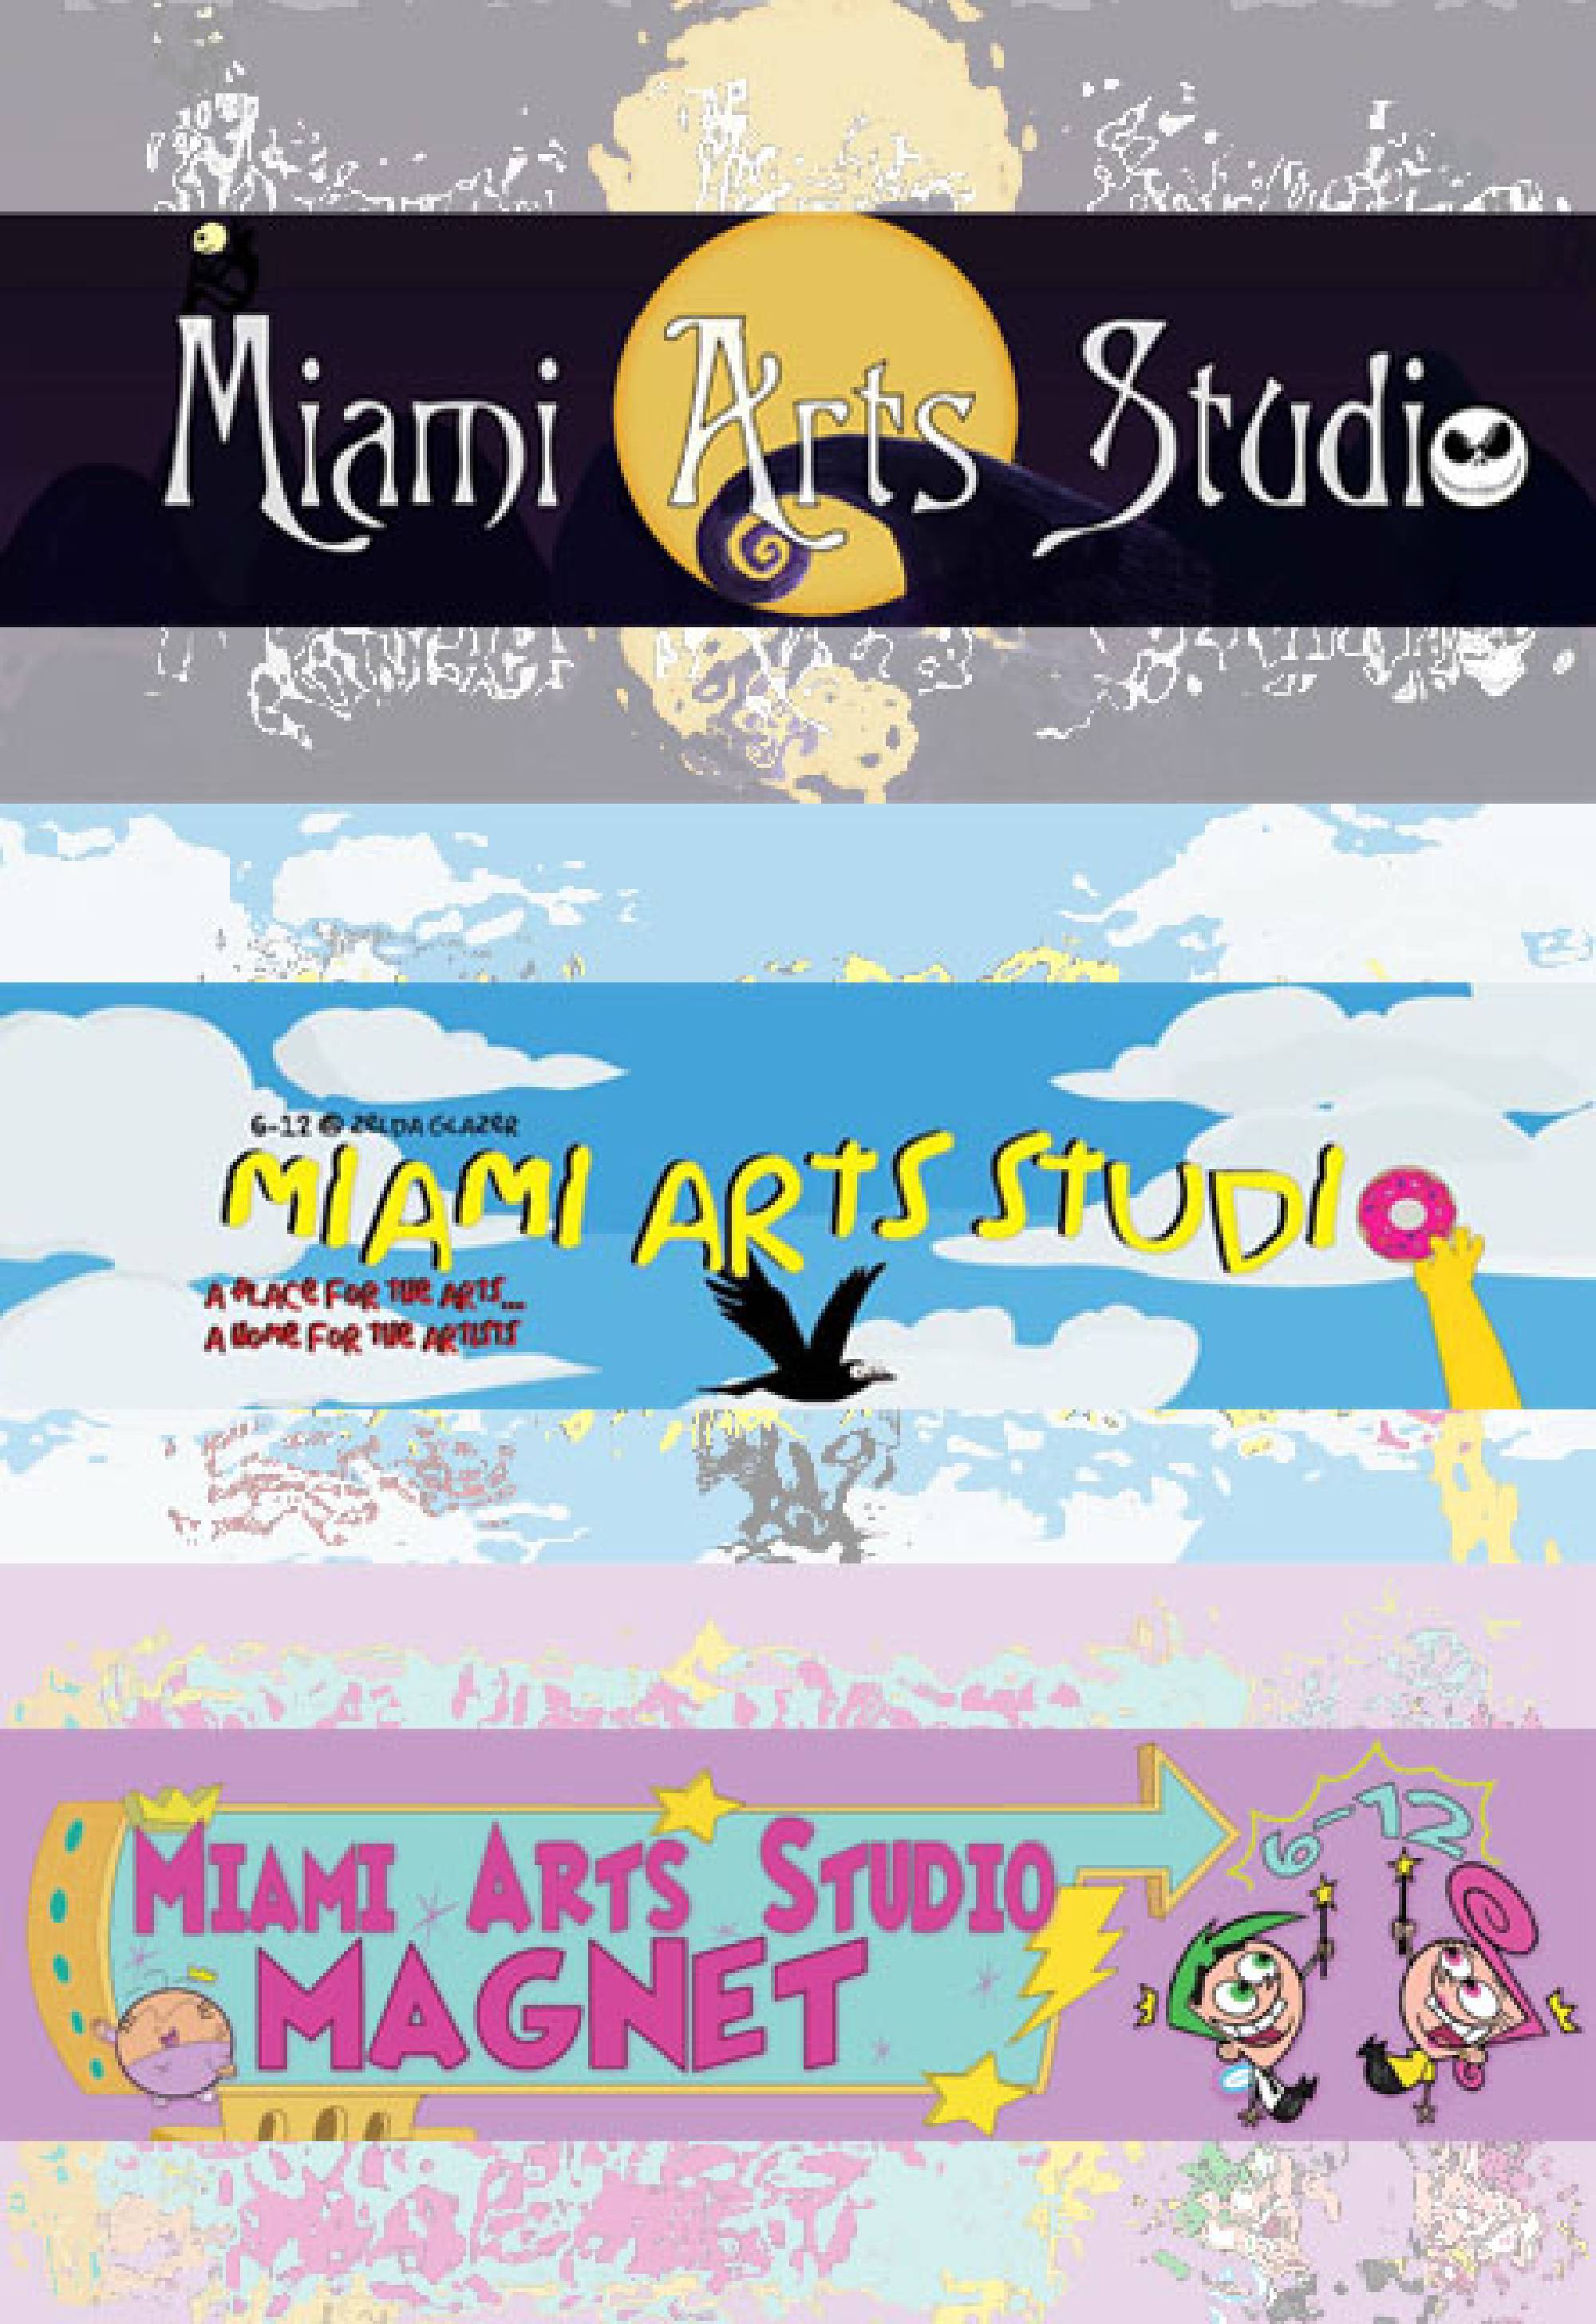 Miami Arts Studio
6-12 @ ZELDA GLAZER
MIAMI ARTS STUDIO
A PLACE FOR THE ARTS...
A HOME FOR THE ARTISTS
MIAMI ARTS STUDIO
MAGNET
6-12